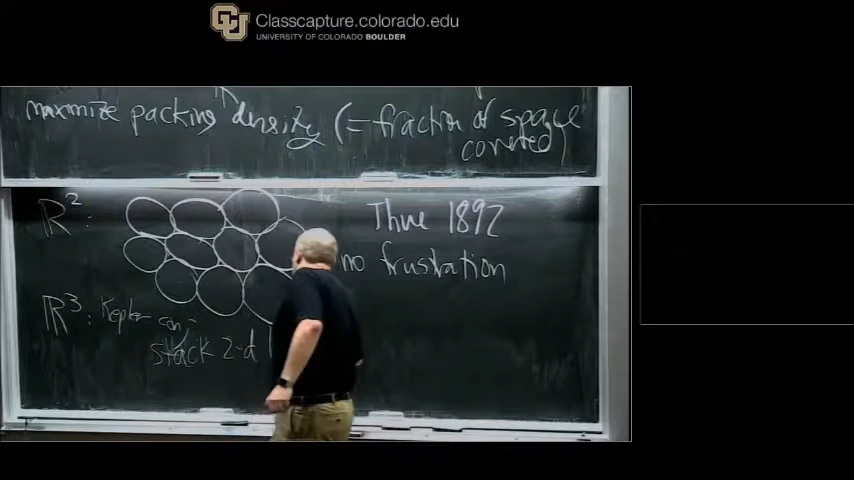 CU Classcapture.colorado.edu
UNIVERSITY OF COLORADO BOULDER
maximize packing density (= fraction of space covered)
R² : Thue 1892
no frustration
R³ : Kepler conj
stack 2-d